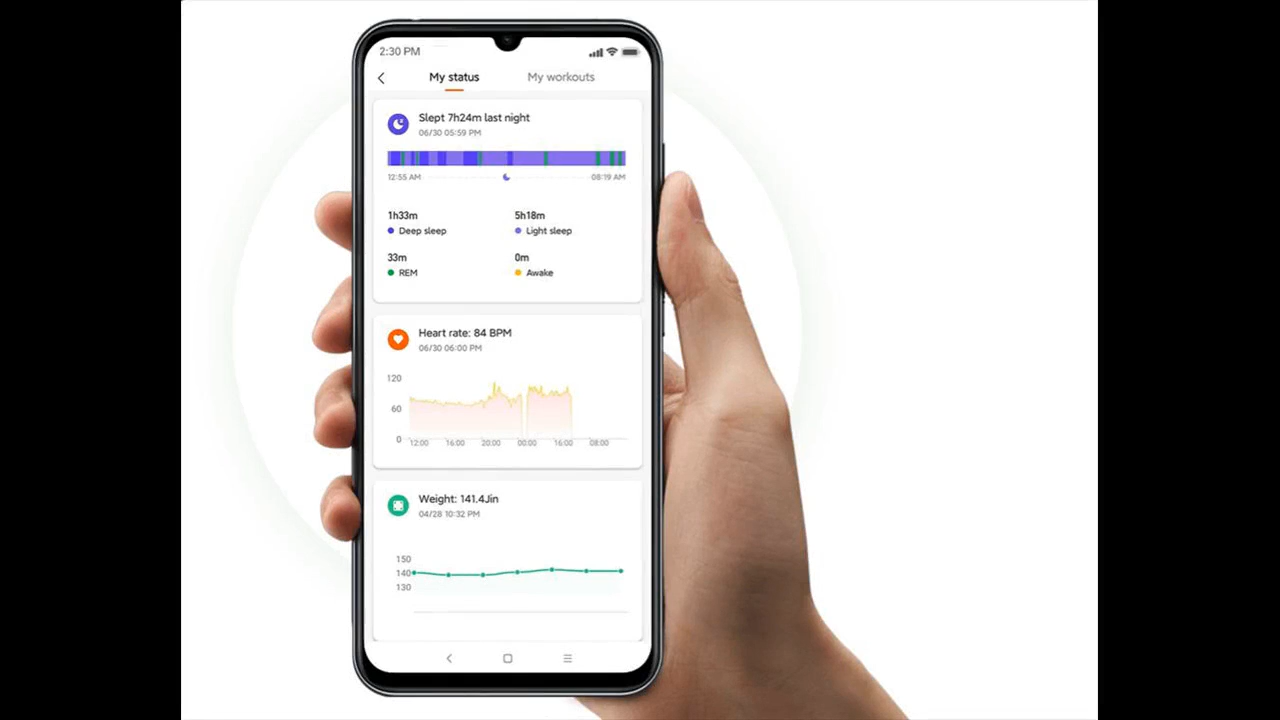 2:30 PM
My status
My workouts
Slept 7h24m last night
06/30 05:59 PM
12:55 AM
08:19 AM
1h33m
5h18m
Deep sleep
Light sleep
33m
0m
REM
Awake
Heart rate: 84 BPM
06/30 06:00 PM
120
60
0
12:00 16:00 20:00 00:00 16:00 08:00
Weight: 141.4Jin
04/28 10:32 PM
150
140
130